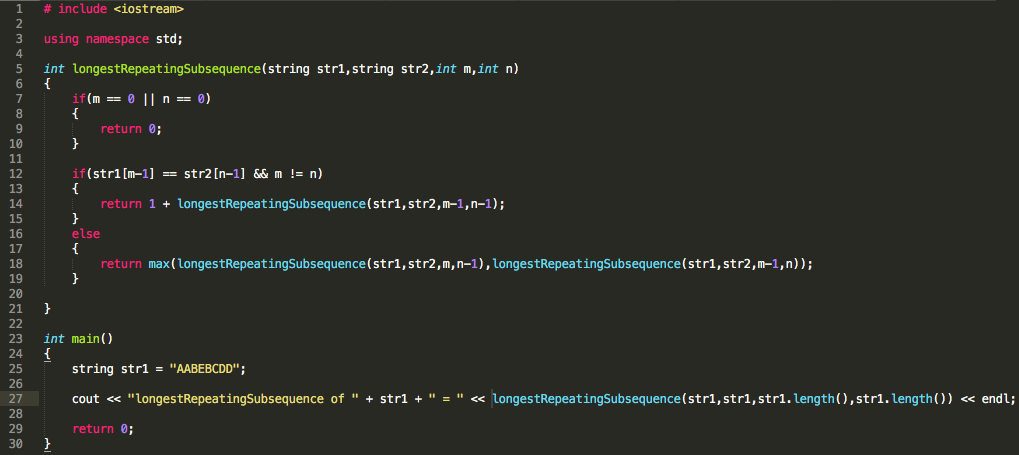 1 # include <iostream>
2
3 using namespace std;
4
5 int longestRepeatingSubsequence(string str1,string str2,int m,int n)
6 {
7     if(m == 0 || n == 0)
8     {
9         return 0;
10     }
11
12     if(str1[m-1] == str2[n-1] && m != n)
13     {
14         return 1 + longestRepeatingSubsequence(str1,str2,m-1,n-1);
15     }
16     else
17     {
18         return max(longestRepeatingSubsequence(str1,str2,m,n-1),longestRepeatingSubsequence(str1,str2,m-1,n));
19     }
20
21 }
22
23 int main()
24 {
25     string str1 = "AABEBCDD";
26
27     cout << "longestRepeatingSubsequence of " + str1 + " = " << longestRepeatingSubsequence(str1,str1,str1.length(),str1.length()) << endl;
28
29     return 0;
30 }